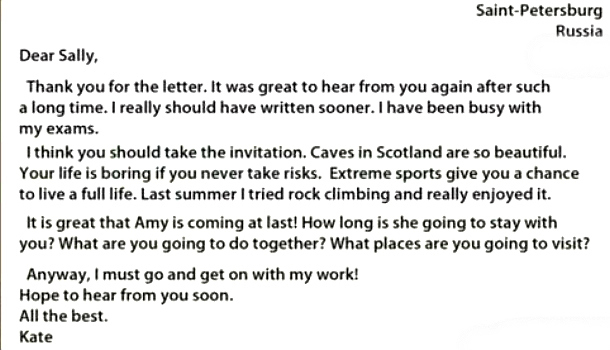 Saint-Petersburg
Russia
Dear Sally,
Thank you for the letter. It was great to hear from you again after such
a long time. I really should have written sooner. I have been busy with
my exams.
I think you should take the invitation. Caves in Scotland are so beautiful.
Your life is boring if you never take risks. Extreme sports give you a chance
to live a full life. Last summer I tried rock climbing and really enjoyed it.
It is great that Amy is coming at last! How long is she going to stay with
you? What are you going to do together? What places are you going to visit?
Anyway, I must go and get on with my work!
Hope to hear from you soon.
All the best.
Kate